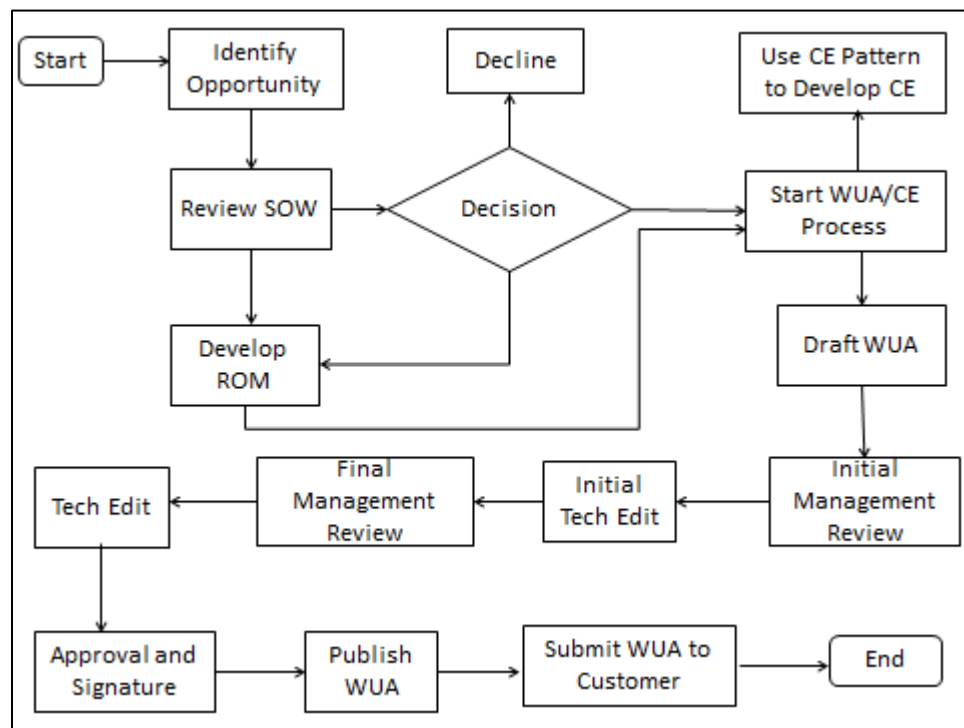 Start
Identify
Opportunity
Decline
Use CE Pattern
to Develop CE
Review SOW
Decision
Start WUA/CE
Process
Develop
ROM
Draft WUA
Tech Edit
Final
Management
Review
Initial
Tech Edit
Initial
Management
Review
Approval and
Signature
Publish
WUA
Submit WUA to
Customer
End